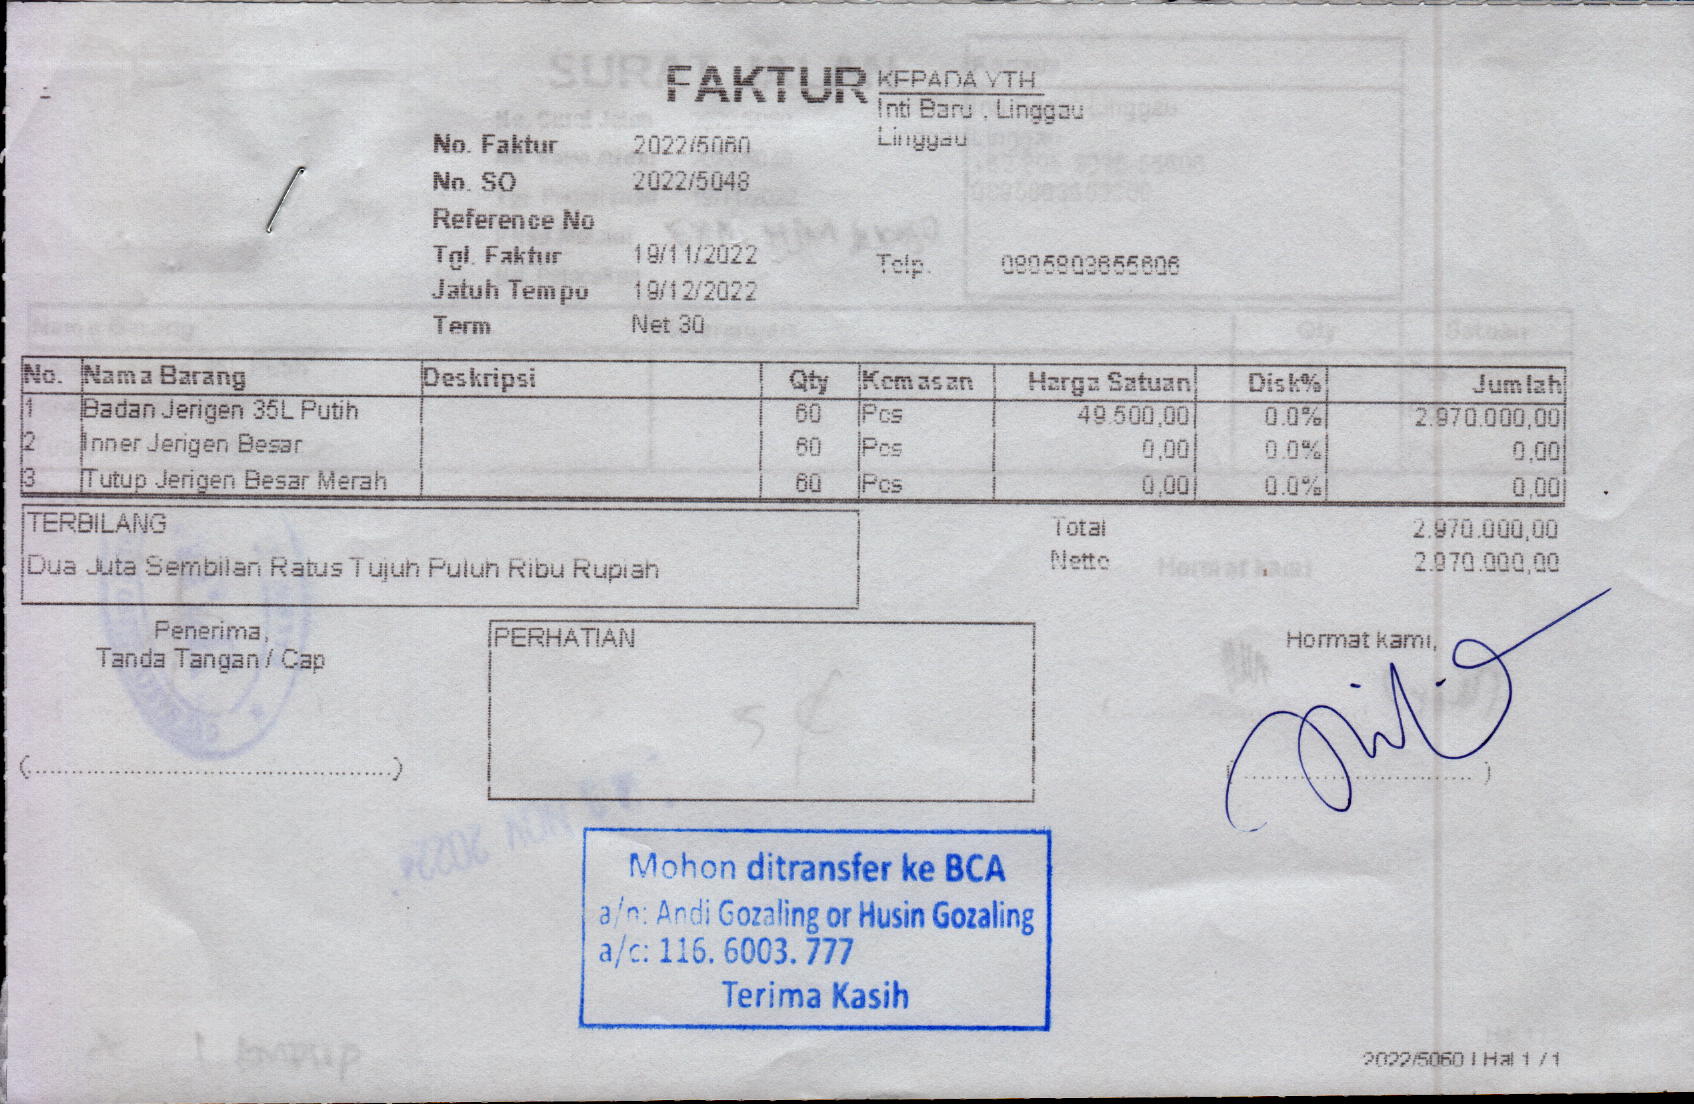 FAKTUR
KEPADA YTH
Inti Baru , Linggau
Linggau
No. Faktur 2022/5060
No. SO 2022/5048
Reference No
Tgl. Faktur 19/11/2022
Telp.
Jatuh Tempo 19/12/2022
Term Net 30
No. Nama Barang Deskripsi Qty Kemasan Harga Satuan Disk% Jumlah
1 Badan Jerigen 35L Putih 60 Pcs 49.500,00 0.0% 2.970.000,00
2 Inner Jerigen Besar 60 Pcs 0,00 0.0% 0,00
3 Tutup Jerigen Besar Merah 60 Pcs 0,00 0.0% 0,00
TERBILANG
Dua Juta Sembilan Ratus Tujuh Puluh Ribu Rupiah
Total 2.970.000,00
Netto 2.970.000,00
Penerima,
Tanda Tangan / Cap
PERHATIAN
Hormat kami,
Mohon ditransfer ke BCA
a/n: Andi Gozaling or Husin Gozaling
a/c: 116. 6003. 777
Terima Kasih
2022/5060 | Hal 1 / 1